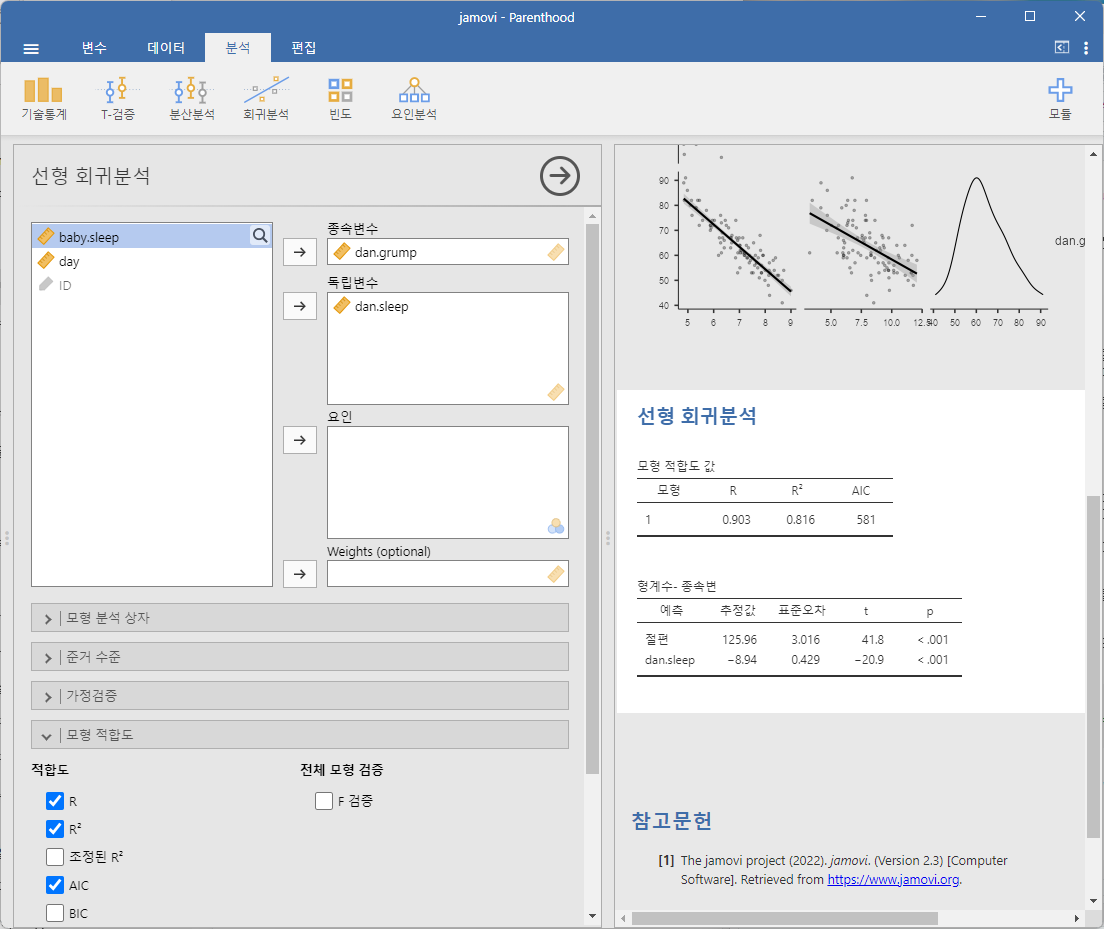 jamovi - Parenthood
변수 데이터 분석 편집
기술통계 T-검증 분산분석 회귀분석 빈도 요인분석 모듈
선형 회귀분석
baby.sleep
day
ID
종속변수
dan.grump
독립변수
dan.sleep
요인
Weights (optional)
모형 분석 상자
준거 수준
가정검증
모형 적합도
적합도 전체 모형 검증
R F 검증
R²
조정된 R²
AIC
BIC
90
80
70
60
50
40
dan.g
5 6 7 8 9 5.0 7.5 10.0 12.5 40 50 60 70 80 90
선형 회귀분석
모형 적합도 값
모형 R R² AIC
1 0.903 0.816 581
형계수- 종속변
예측 추정값 표준오차 t p
절편 125.96 3.016 41.8 < .001
dan.sleep −8.94 0.429 −20.9 < .001
참고문헌
[1] The jamovi project (2022). jamovi. (Version 2.3) [Computer
Software]. Retrieved from https://www.jamovi.org.